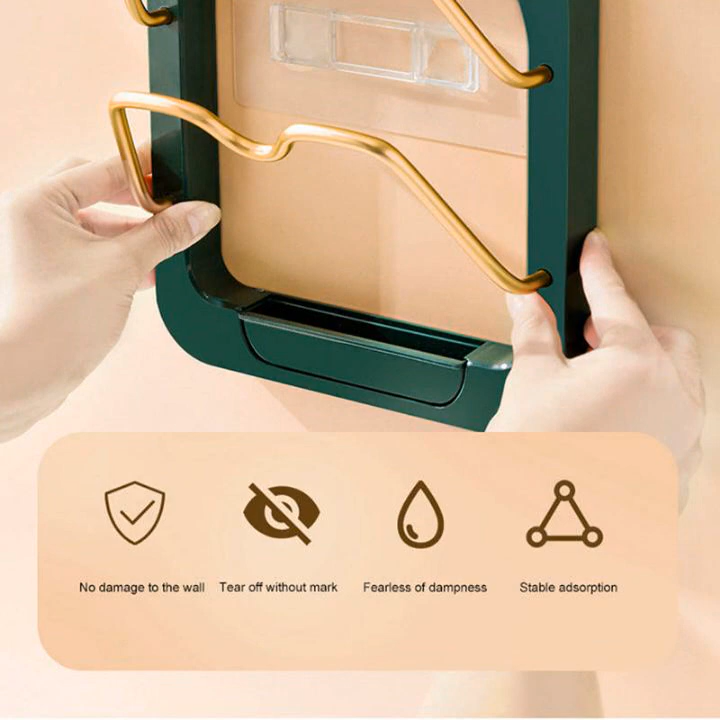 No damage to the wall
Tear off without mark
Fearless of dampness
Stable adsorption